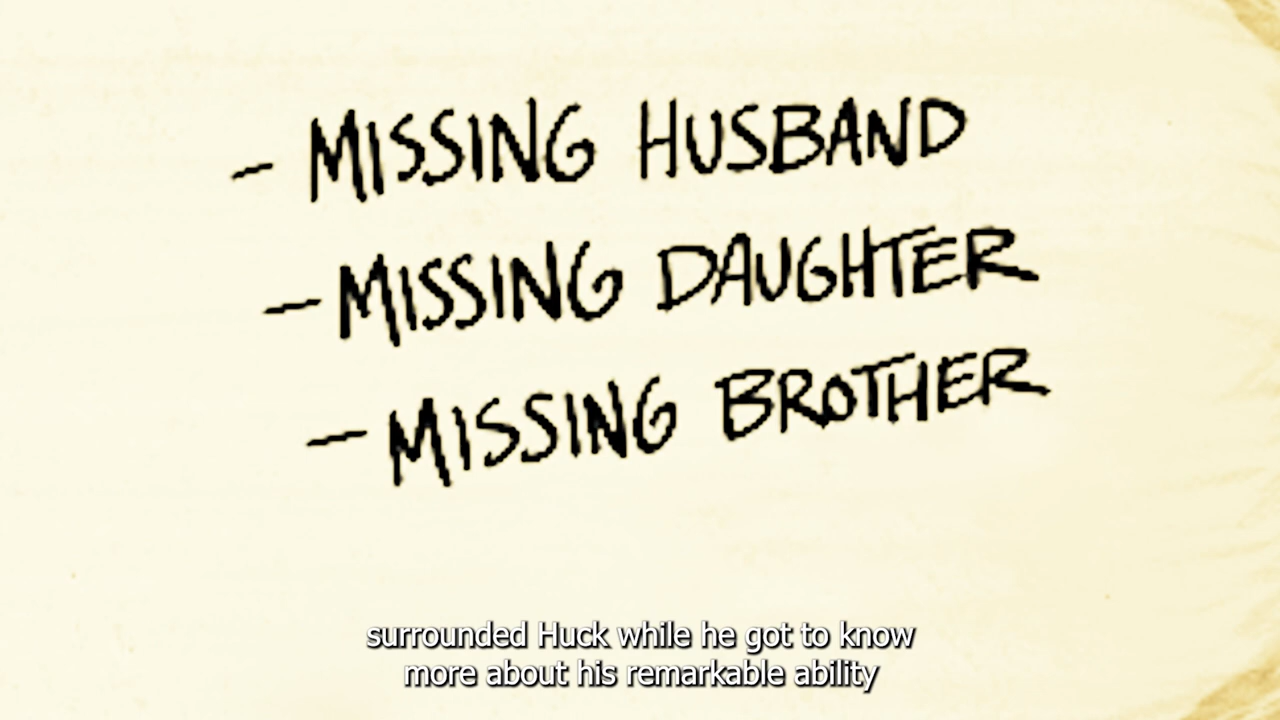 - MISSING HUSBAND
- MISSING DAUGHTER
- MISSING BROTHER
surrounded Huck while he got to know
more about his remarkable ability